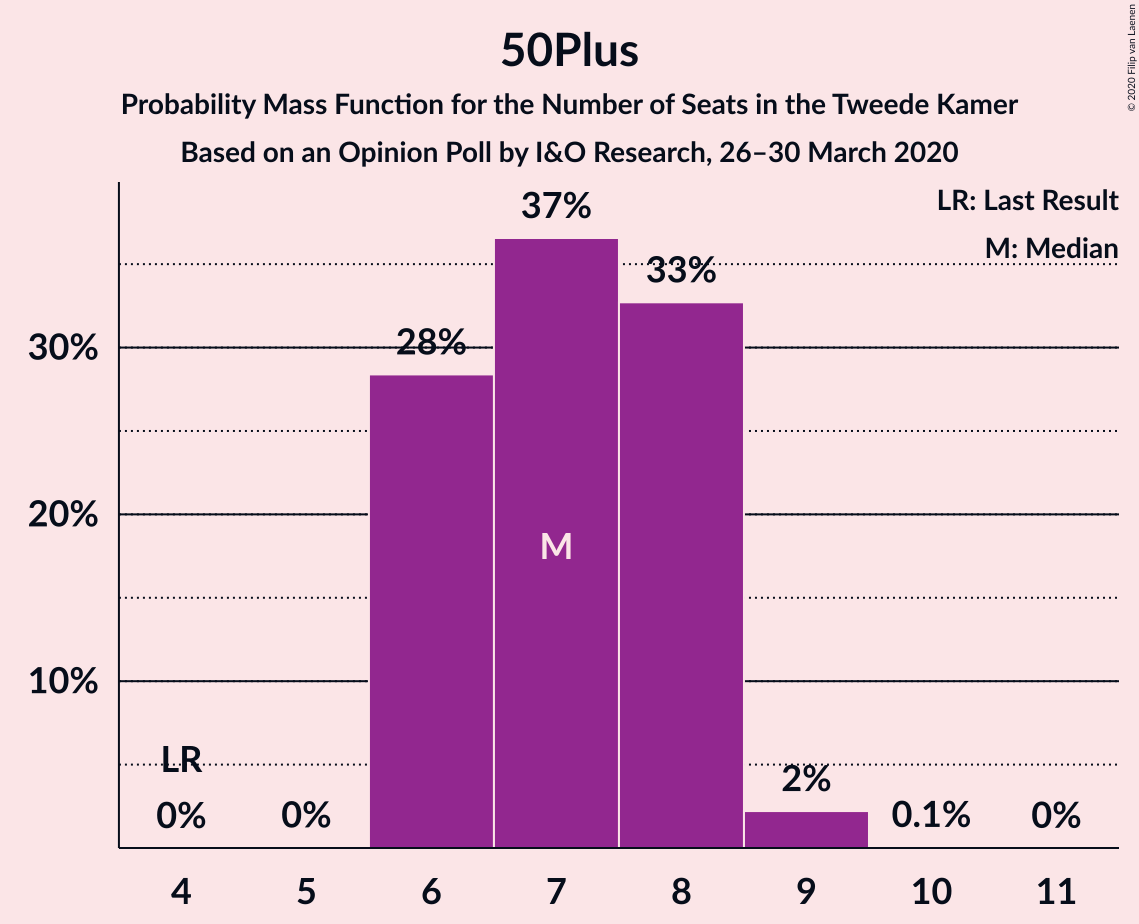 50Plus
Probability Mass Function for the Number of Seats in the Tweede Kamer
Based on an Opinion Poll by I&O Research, 26–30 March 2020
© 2020 Filip van Laenen
LR: Last Result
M: Median
37%
33%
28%
30%
20%
M
10%
LR
2%
0%
0%
0.1%
0%
4
5
6
7
8
9
10
11